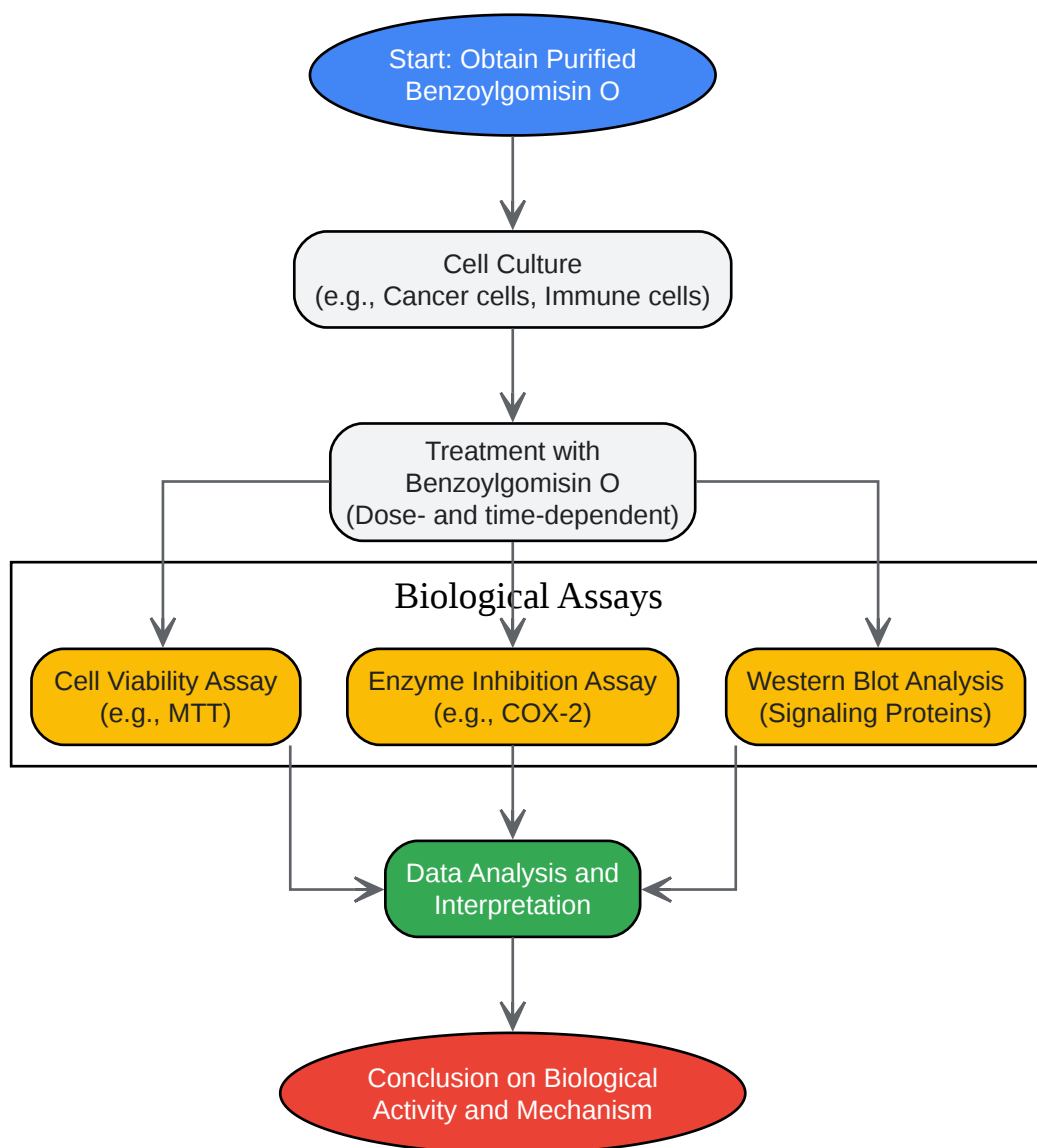 Start: Obtain Purified
Benzoylgomisin O
Cell Culture
(e.g., Cancer cells, Immune cells)
Treatment with
Benzoylgomisin O
(Dose- and time-dependent)
Biological Assays
Cell Viability Assay
(e.g., MTT)
Enzyme Inhibition Assay
(e.g., COX-2)
Western Blot Analysis
(Signaling Proteins)
Data Analysis and
Interpretation
Conclusion on Biological
Activity and Mechanism